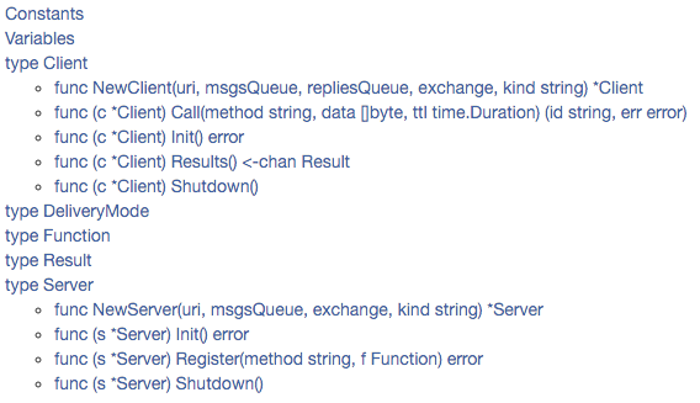 Constants
Variables
type Client
func NewClient(uri, msgsQueue, repliesQueue, exchange, kind string) *Client
func (c *Client) Call(method string, data []byte, ttl time.Duration) (id string, err error)
func (c *Client) Init() error
func (c *Client) Results() <-chan Result
func (c *Client) Shutdown()
type DeliveryMode
type Function
type Result
type Server
func NewServer(uri, msgsQueue, exchange, kind string) *Server
func (s *Server) Init() error
func (s *Server) Register(method string, f Function) error
func (s *Server) Shutdown()